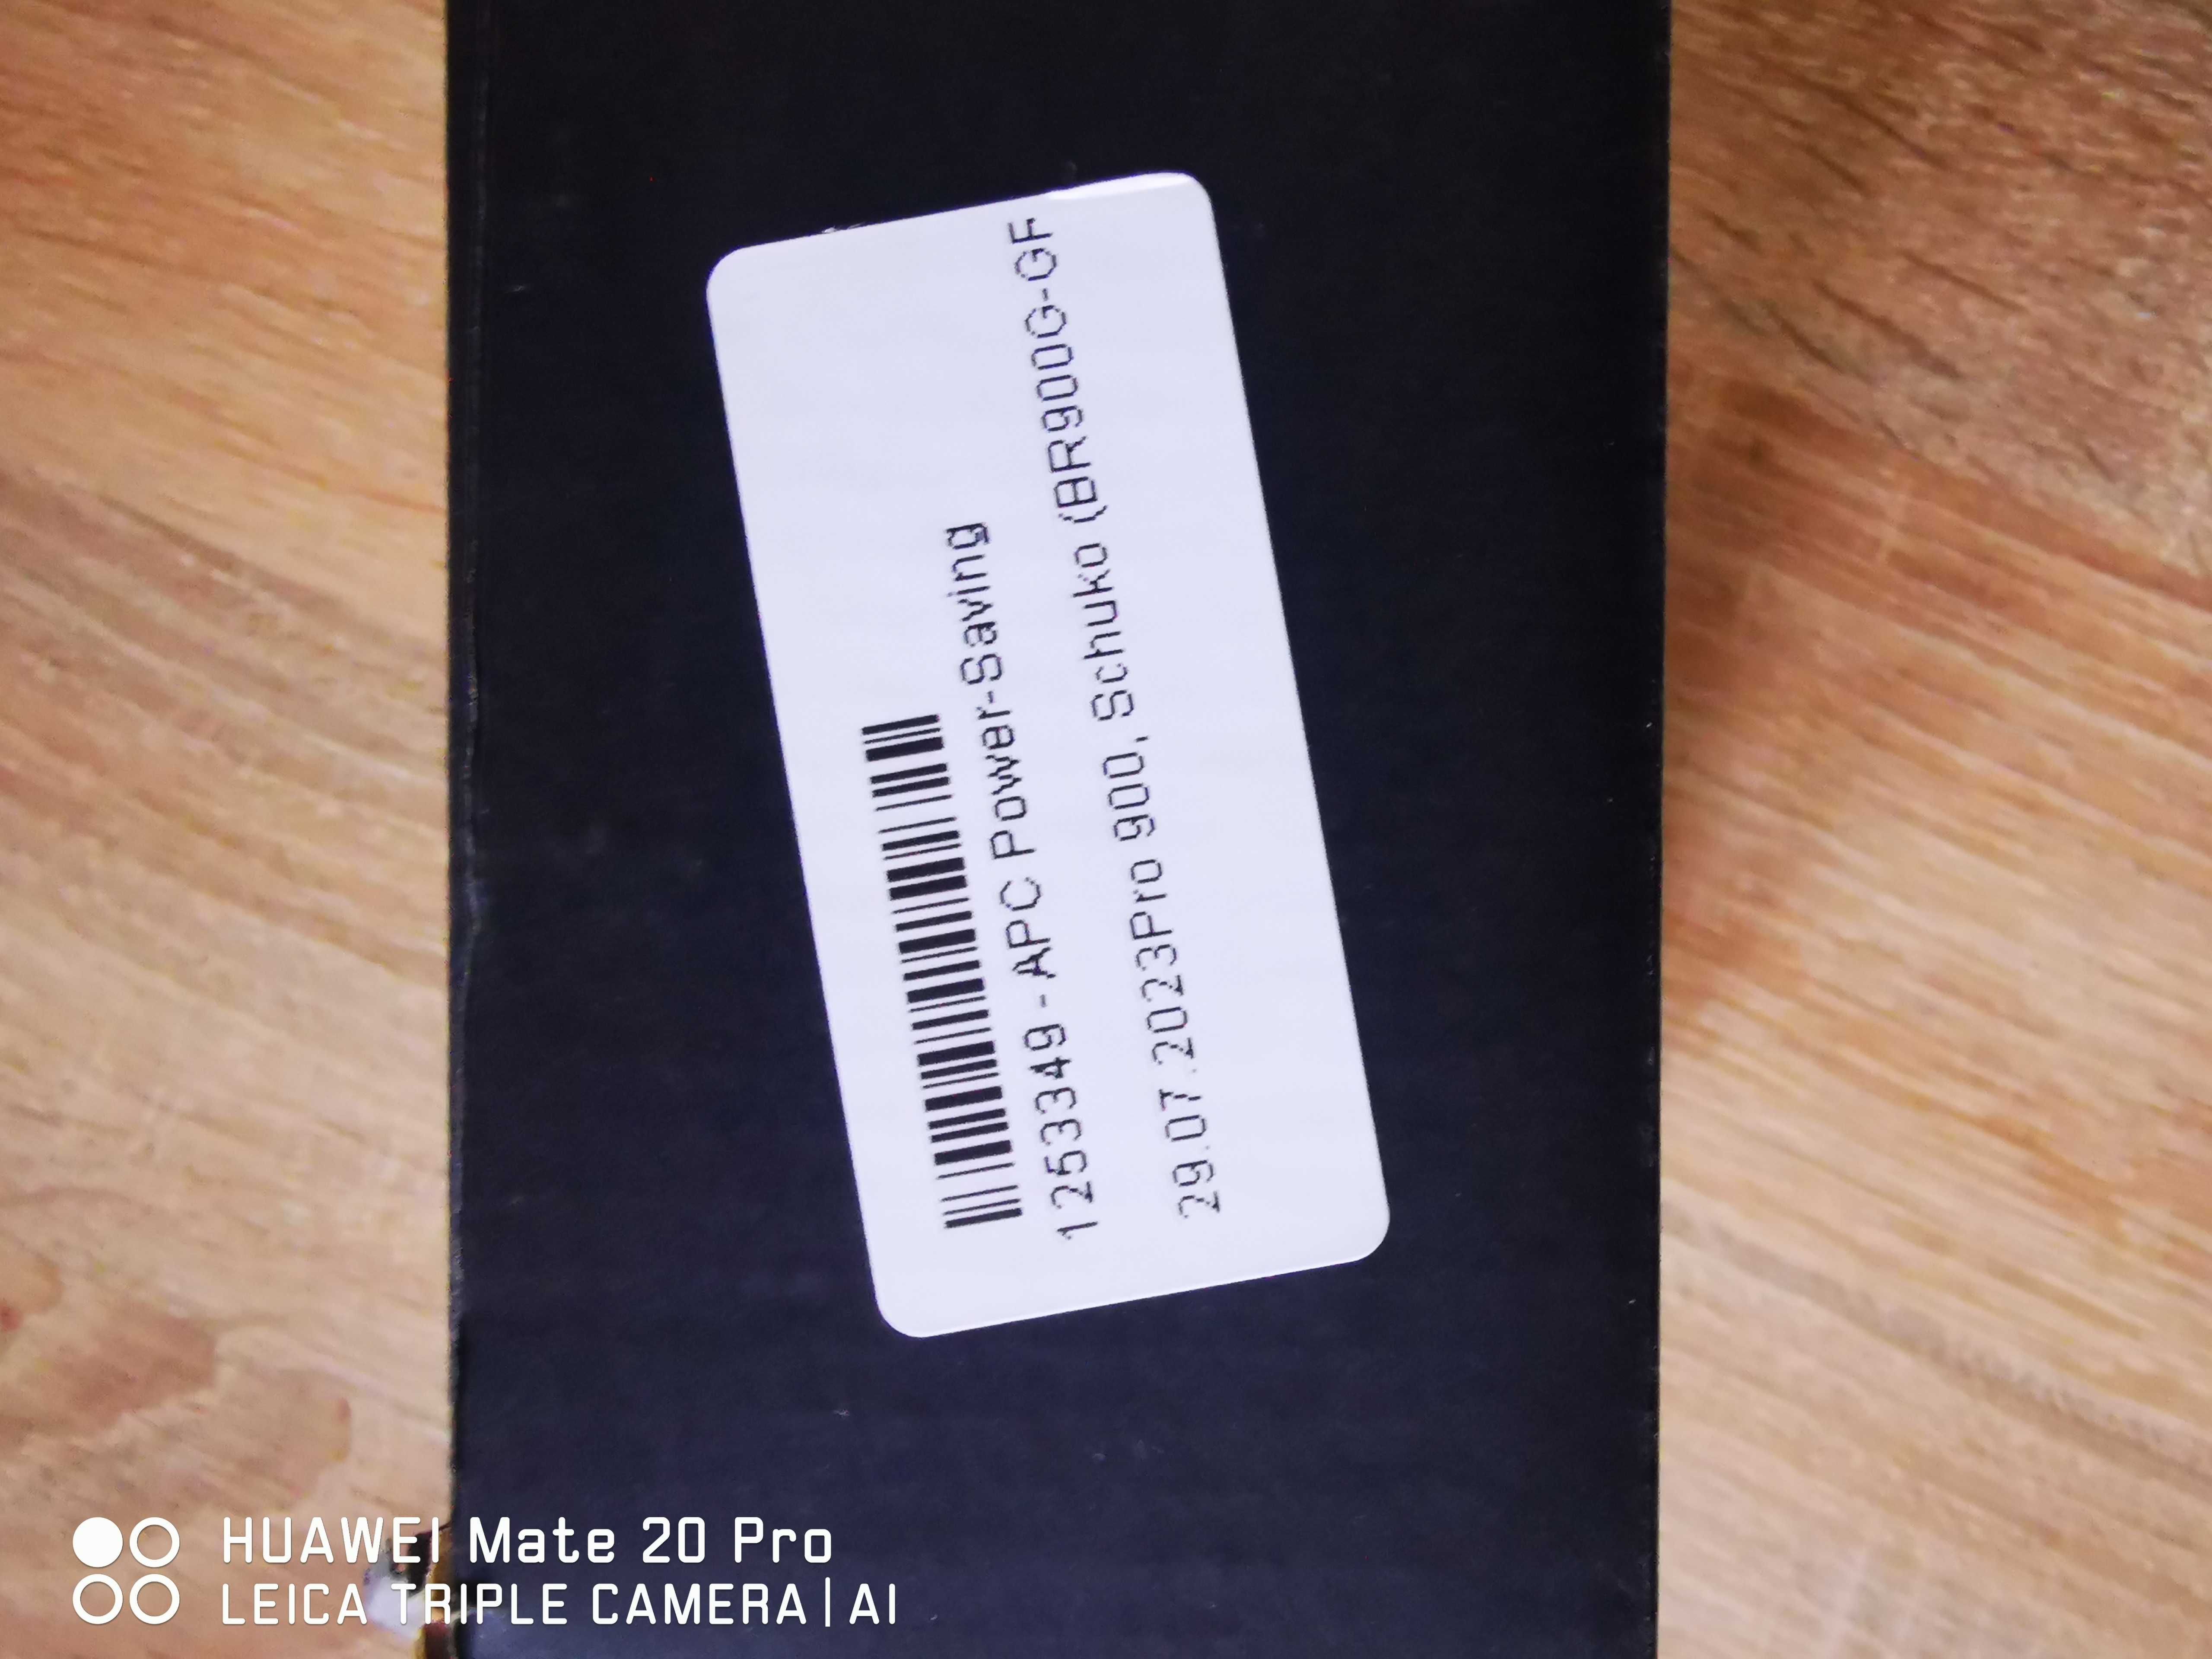 1253349 - APC Power-Saving
29.07.2023Pro 900, Schuko (BR900G-GF
HUAWEI Mate 20 Pro
LEICA TRIPLE CAMERA|AI